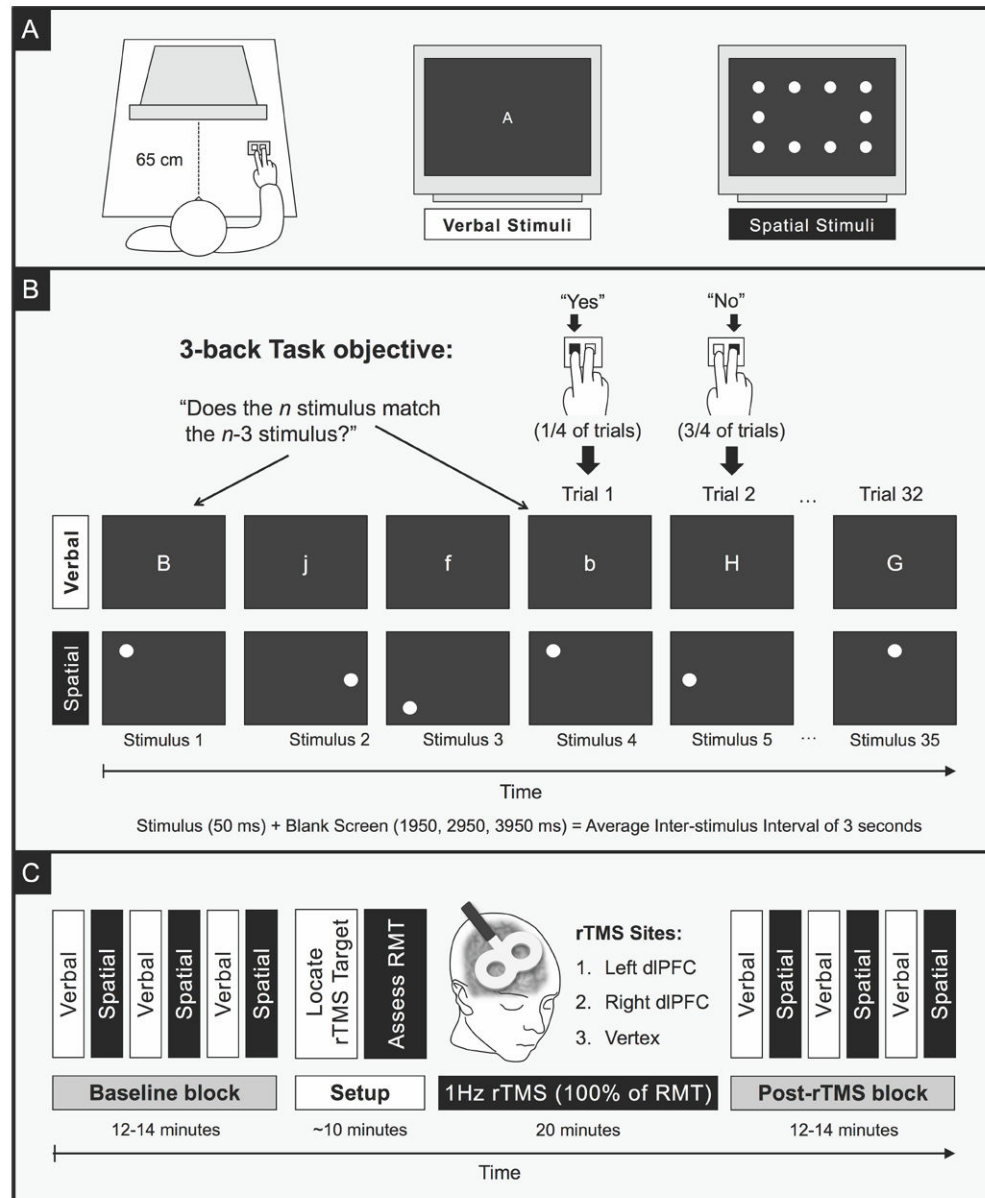 A
65 cm
A
Verbal Stimuli
Spatial Stimuli
B
“Yes”
“No”
3-back Task objective:
“Does the n stimulus match
the n-3 stimulus?”
(1/4 of trials)
(3/4 of trials)
Trial 1
Trial 2
...
Trial 32
Verbal
B
j
f
b
H
G
Spatial
Stimulus 1
Stimulus 2
Stimulus 3
Stimulus 4
Stimulus 5
...
Stimulus 35
Time
Stimulus (50 ms) + Blank Screen (1950, 2950, 3950 ms) = Average Inter-stimulus Interval of 3 seconds
C
Verbal
Spatial
Verbal
Spatial
Verbal
Spatial
Locate
rTMS Target
Assess RMT
rTMS Sites:
1. Left dlPFC
2. Right dlPFC
3. Vertex
Verbal
Spatial
Verbal
Spatial
Verbal
Spatial
Baseline block
Setup
1Hz rTMS (100% of RMT)
Post-rTMS block
12-14 minutes
~10 minutes
20 minutes
12-14 minutes
Time